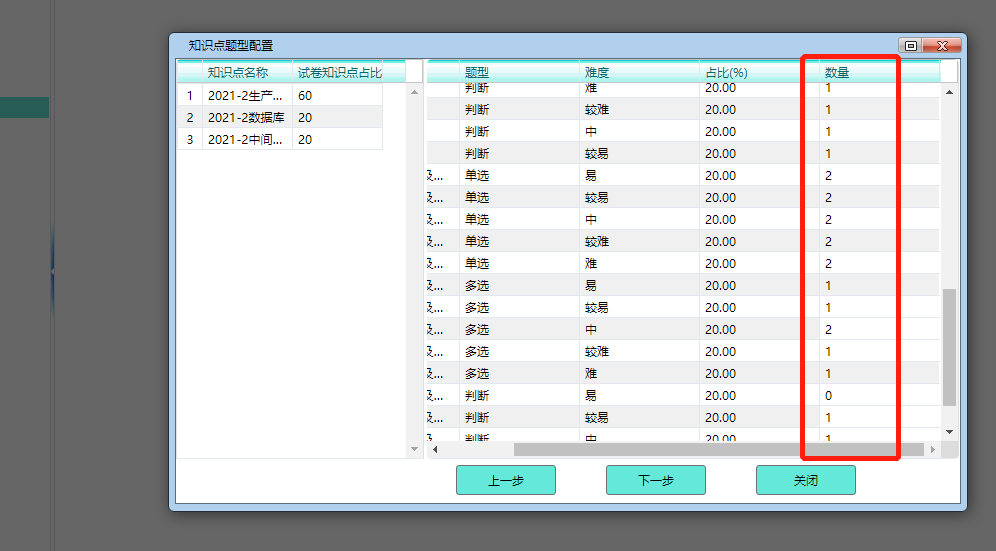 知识点题型配置
知识点名称 试卷知识点占比
1 2021-2生产... 60
2 2021-2数据库 20
3 2021-2中间... 20
题型 难度 占比(%) 数量
判断 难 20.00 1
判断 较难 20.00 1
判断 中 20.00 1
判断 较易 20.00 1
及... 单选 易 20.00 2
及... 单选 较易 20.00 2
及... 单选 中 20.00 2
及... 单选 较难 20.00 2
及... 单选 难 20.00 2
及... 多选 易 20.00 1
及... 多选 较易 20.00 1
及... 多选 中 20.00 2
及... 多选 较难 20.00 1
及... 多选 难 20.00 1
及... 判断 易 20.00 0
及... 判断 较易 20.00 1
及... 判断 中 20.00 1
上一步 下一步 关闭